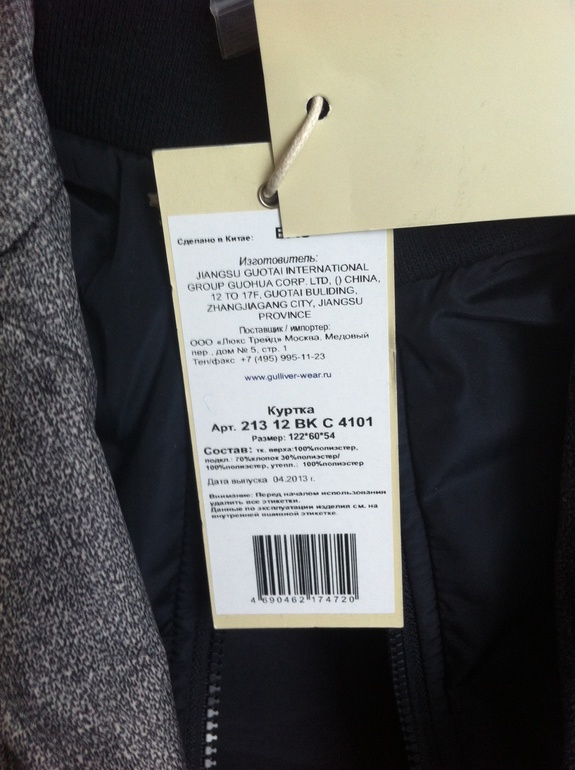 Сделано в Китае:
Изготовитель:
JIANGSU GUOTAI INTERNATIONAL
GROUP GUOHUA CORP. LTD, () CHINA,
12 TO 17F, GUOTAI BULIDING,
ZHANGJIAGANG CITY, JIANGSU
PROVINCE
Поставщик / импортер:
ООО «Люкс Трейд» Москва, Медовый
пер., дом № 5, стр. 1
Тел/факс +7 (495) 995-11-23
www.gulliver-wear.ru
Куртка
Арт. 213 12 BK C 4101
Размер: 122*60*54
Состав: тк. верха:100%полиэстер,
подкл.: 70%хлопок 30%полиэстер/
100%полиэстер, утепл.: 100%полиэстер
Дата выпуска 04.2013 г.
Внимание: Перед началом использования
удалить все этикетки.
Данные по эксплуатации изделия см. на
внутренней вшивной этикетке.
4 690462 174720